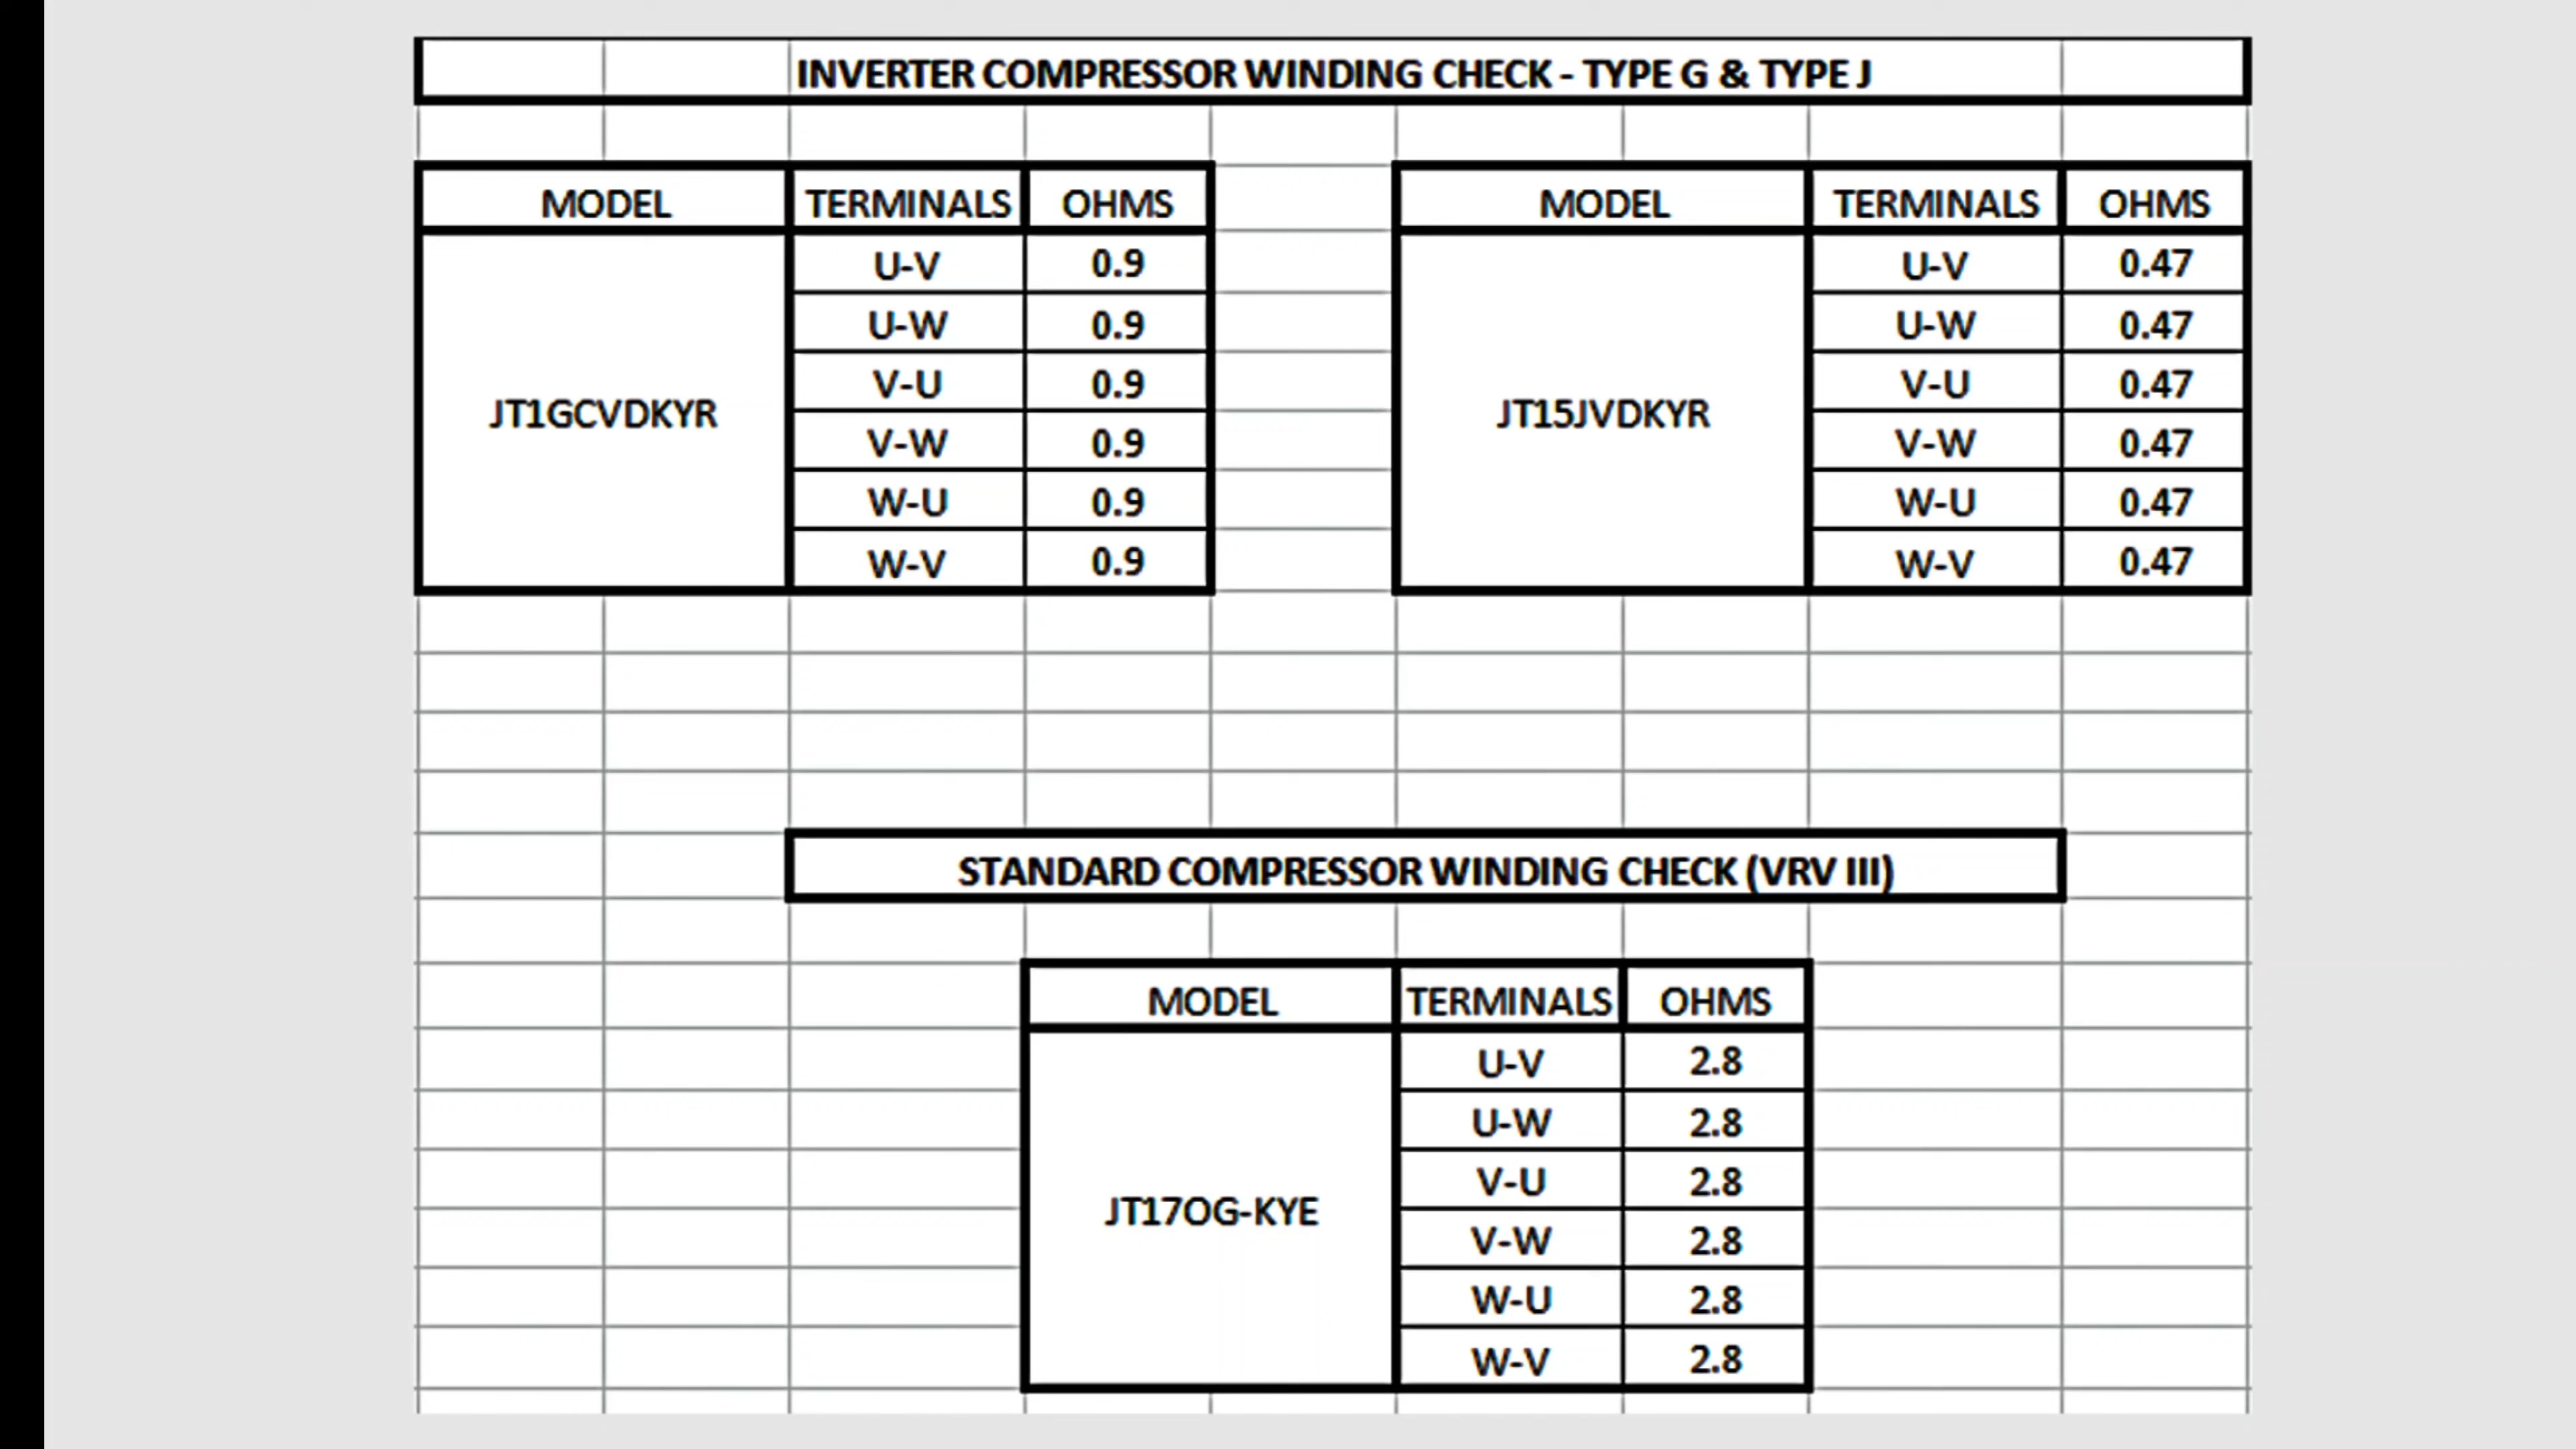 INVERTER COMPRESSOR WINDING CHECK - TYPE G & TYPE J
MODEL TERMINALS OHMS
JT1GCVDKYR
U-V 0.9
U-W 0.9
V-U 0.9
V-W 0.9
W-U 0.9
W-V 0.9
MODEL TERMINALS OHMS
JT15JVDKYR
U-V 0.47
U-W 0.47
V-U 0.47
V-W 0.47
W-U 0.47
W-V 0.47
STANDARD COMPRESSOR WINDING CHECK (VRV III)
MODEL TERMINALS OHMS
JT17OG-KYE
U-V 2.8
U-W 2.8
V-U 2.8
V-W 2.8
W-U 2.8
W-V 2.8